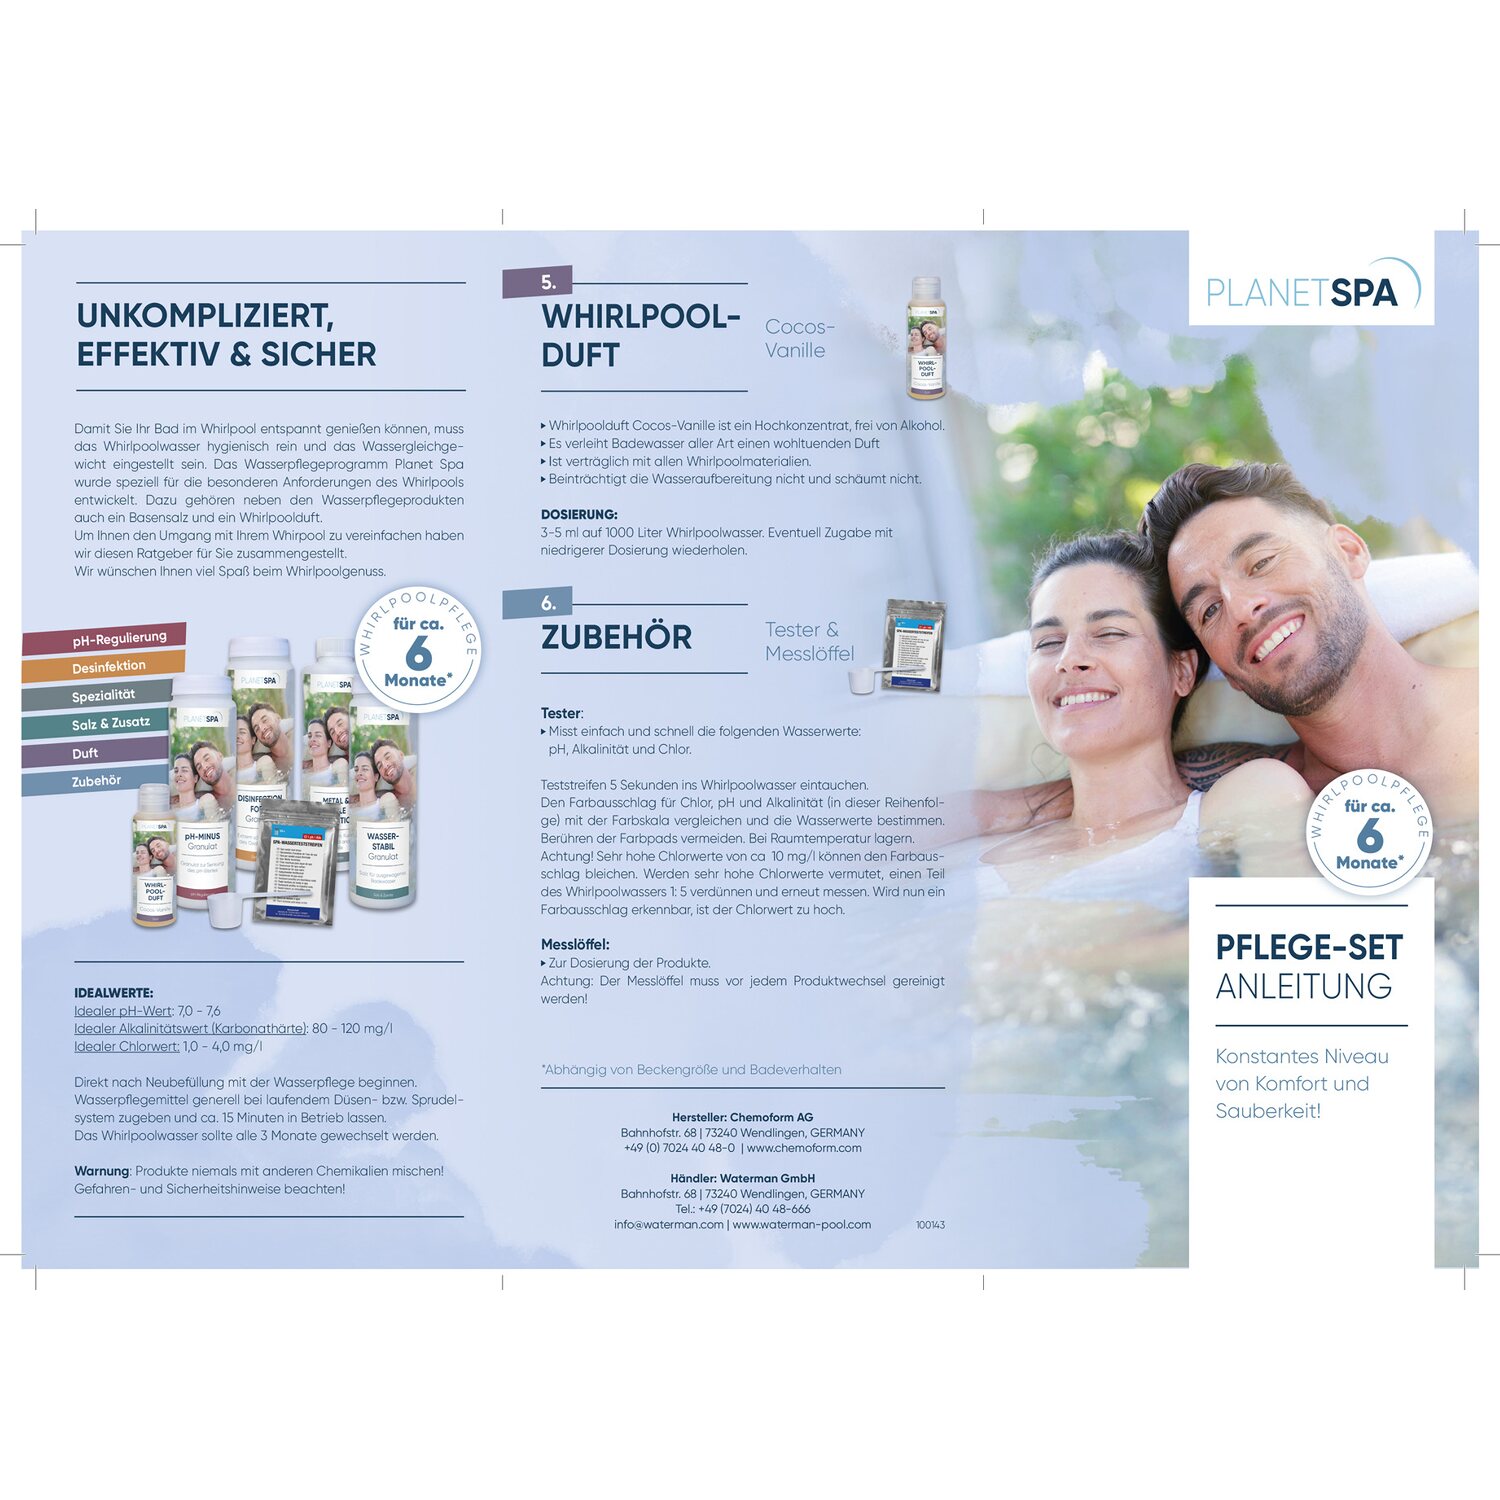 UNKOMPLIZIERT,
EFFEKTIV & SICHER
Damit Sie Ihr Bad im Whirlpool entspannt genießen können, muss
das Whirlpoolwasser hygienisch rein und das Wassergleichge-
wicht eingestellt sein. Das Wasserpflegeprogramm Planet Spa
wurde speziell für die besonderen Anforderungen des Whirlpools
entwickelt. Dazu gehören neben den Wasserpflegeprodukten
auch ein Basensalz und ein Whirlpoolduft.
Um Ihnen den Umgang mit Ihrem Whirpool zu vereinfachen haben
wir diesen Ratgeber für Sie zusammengestellt.
Wir wünschen Ihnen viel Spaß beim Whirlpoolgenuss.
WHIRLPOOLPFLEGE
für ca.
6
Monate*
pH-Regulierung
Desinfektion
Spezialität
Salz & Zusatz
Duft
Zubehör
PLANETSPA
PLANETSPA
PLANETSPA
PLANETSPA
PLANETSPA
pH-MINUS
Granulat
WASSER-
STABIL
Granulat
WHIRL-
POOL-
DUFT
Cocos-Vanille
SPA-WASSERTESTSTREIFEN
IDEALWERTE:
Idealer pH-Wert: 7,0 - 7,6
Idealer Alkalinitätswert (Karbonathärte): 80 - 120 mg/l
Idealer Chlorwert: 1,0 - 4,0 mg/l
Direkt nach Neubefüllung mit der Wasserpflege beginnen.
Wasserpflegemittel generell bei laufendem Düsen- bzw. Sprudel-
system zugeben und ca. 15 Minuten in Betrieb lassen.
Das Whirlpoolwasser sollte alle 3 Monate gewechselt werden.
Warnung: Produkte niemals mit anderen Chemikalien mischen!
Gefahren- und Sicherheitshinweise beachten!
5.
WHIRLPOOL-
DUFT
Cocos-
Vanille
WHIRL-
POOL-
DUFT
▸ Whirlpoolduft Cocos-Vanille ist ein Hochkonzentrat, frei von Alkohol.
▸ Es verleiht Badewasser aller Art einen wohltuenden Duft
▸ Ist verträglich mit allen Whirlpoolmaterialien.
▸ Beinträchtigt die Wasseraufbereitung nicht und schäumt nicht.
DOSIERUNG:
3-5 ml auf 1000 Liter Whirlpoolwasser. Eventuell Zugabe mit
niedrigerer Dosierung wiederholen.
6.
ZUBEHÖR
Tester &
Messlöffel
SPA-WASSERTESTSTREIFEN
Tester:
▸ Misst einfach und schnell die folgenden Wasserwerte:
pH, Alkalinität und Chlor.
Teststreifen 5 Sekunden ins Whirlpoolwasser eintauchen.
Den Farbausschlag für Chlor, pH und Alkalinität (in dieser Reihenfol-
ge) mit der Farbskala vergleichen und die Wasserwerte bestimmen.
Berühren der Farbpads vermeiden. Bei Raumtemperatur lagern.
Achtung! Sehr hohe Chlorwerte von ca 10 mg/l können den Farbaus-
schlag bleichen. Werden sehr hohe Chlorwerte vermutet, einen Teil
des Whirlpoolwassers 1: 5 verdünnen und erneut messen. Wird nun ein
Farbausschlag erkennbar, ist der Chlorwert zu hoch.
Messlöffel:
▸ Zur Dosierung der Produkte.
Achtung: Der Messlöffel muss vor jedem Produktwechsel gereinigt
werden!
*Abhängig von Beckengröße und Badeverhalten
Hersteller: Chemoform AG
Bahnhofstr. 68 | 73240 Wendlingen, GERMANY
+49 (0) 7024 40 48-0 | www.chemoform.com
Händler: Waterman GmbH
Bahnhofstr. 68 | 73240 Wendlingen, GERMANY
Tel.: +49 (7024) 40 48-666
info@waterman.com | www.waterman-pool.com
100143
PLANETSPA
WHIRLPOOLPFLEGE
für ca.
6
Monate*
PFLEGE-SET
ANLEITUNG
Konstantes Niveau
von Komfort und
Sauberkeit!